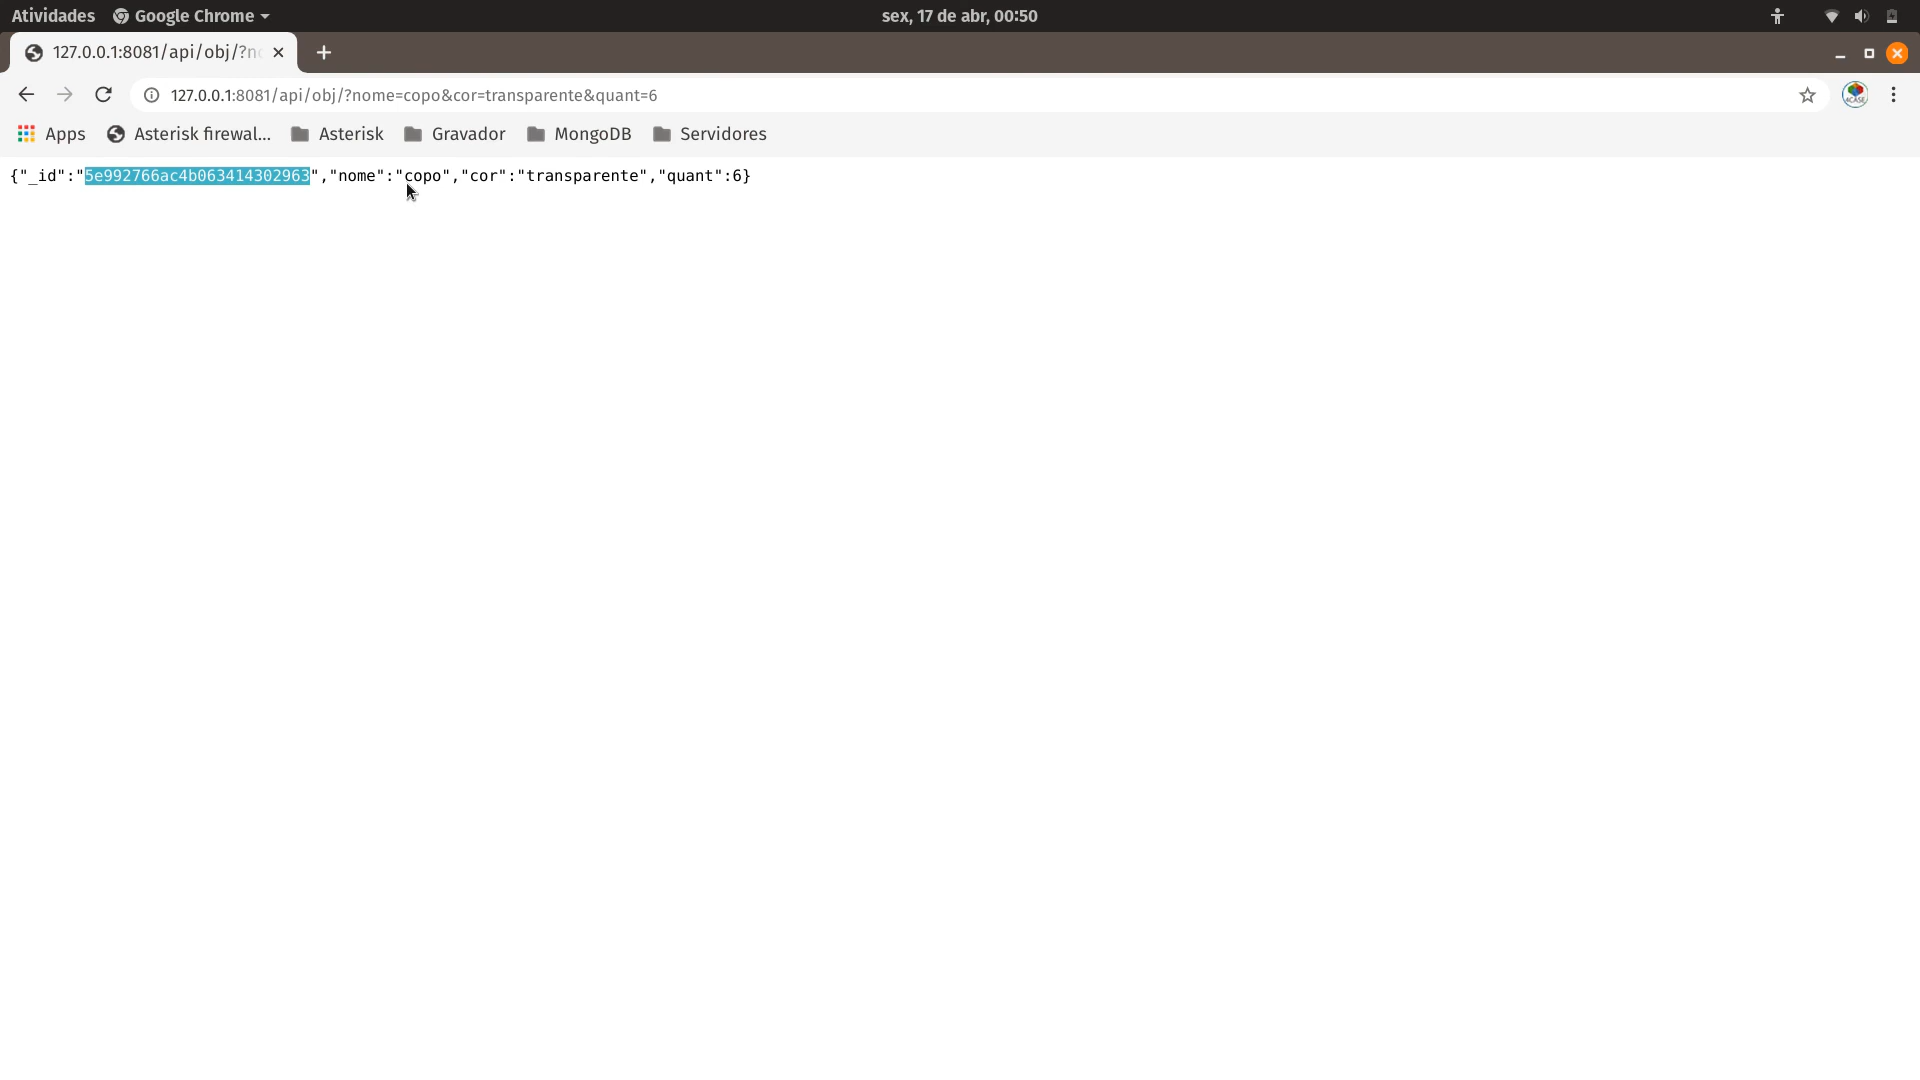 Atividades Google Chrome sex, 17 de abr, 00:50
127.0.0.1:8081/api/obj/?no
127.0.0.1:8081/api/obj/?nome=copo&cor=transparente&quant=6
Apps Asterisk firewal... Asterisk Gravador MongoDB Servidores
{"_id":"5e992766ac4b063414302963","nome":"copo","cor":"transparente","quant":6}